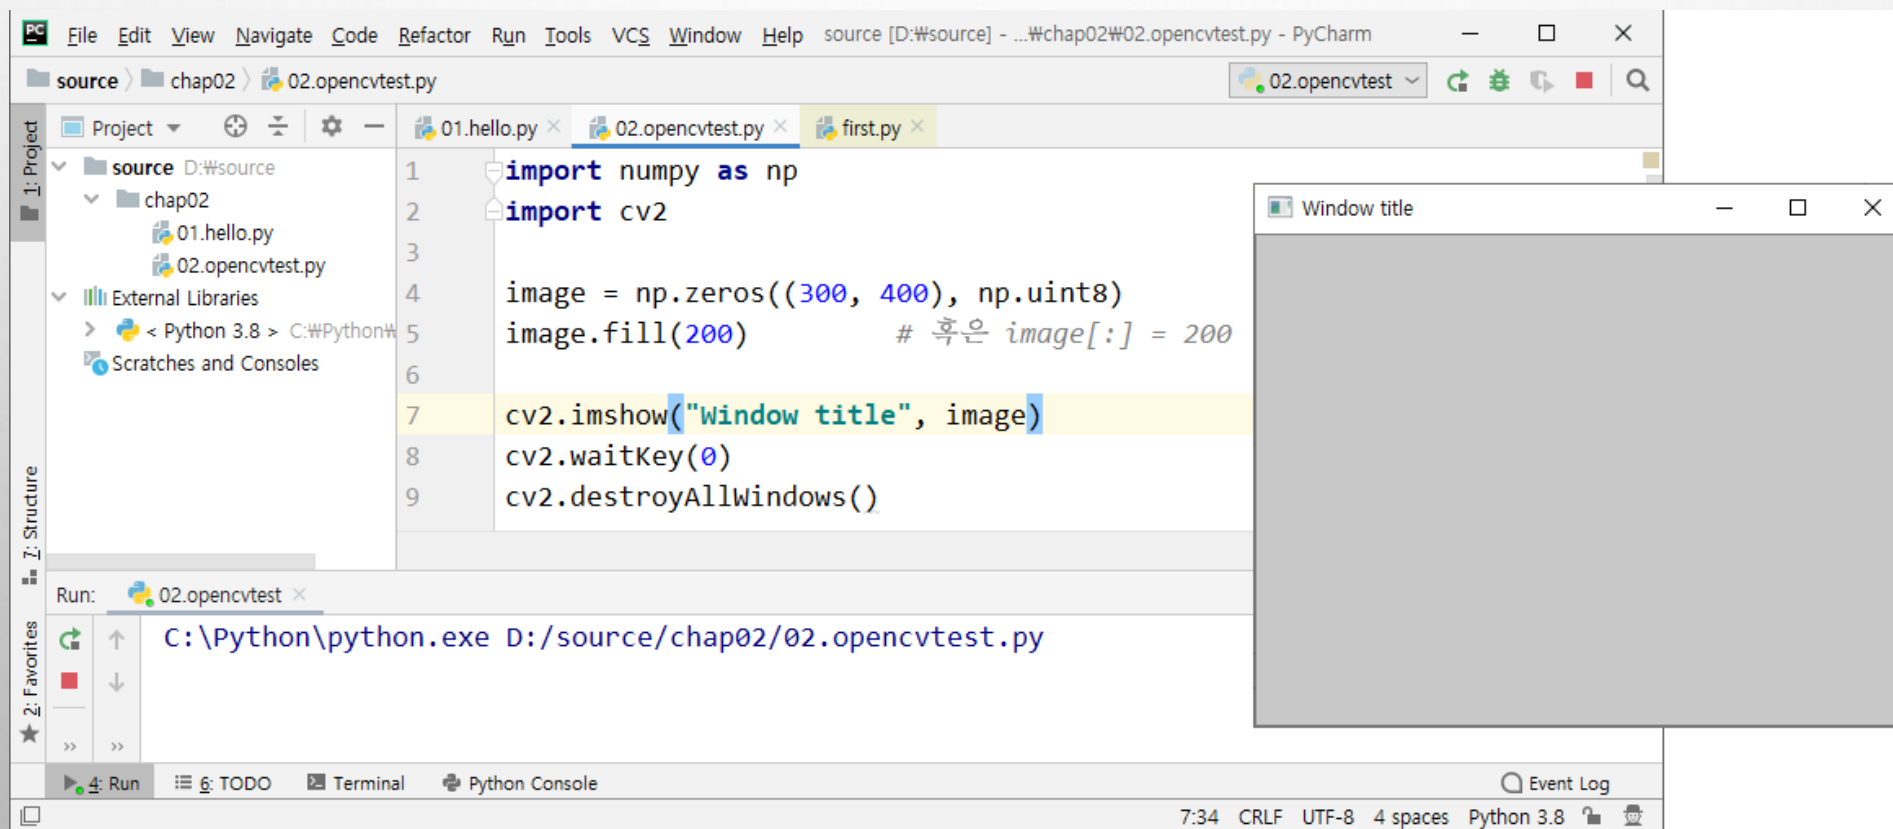 File Edit View Navigate Code Refactor Run Tools VCS Window Help source [D:₩source] - ...₩chap02₩02.opencvtest.py - PyCharm
source chap02 02.opencvtest.py 02.opencvtest
1: Project
Project
01.hello.py 02.opencvtest.py first.py
source D:₩source
chap02
01.hello.py
02.opencvtest.py
External Libraries
< Python 3.8 > C:₩Python₩
Scratches and Consoles
1 import numpy as np
2 import cv2
3
4 image = np.zeros((300, 400), np.uint8)
5 image.fill(200) # 혹은 image[:] = 200
6
7 cv2.imshow("Window title", image)
8 cv2.waitKey(0)
9 cv2.destroyAllWindows()
Window title
7: Structure
2: Favorites
Run: 02.opencvtest
C:\Python\python.exe D:/source/chap02/02.opencvtest.py
4: Run 6: TODO Terminal Python Console Event Log
7:34 CRLF UTF-8 4 spaces Python 3.8